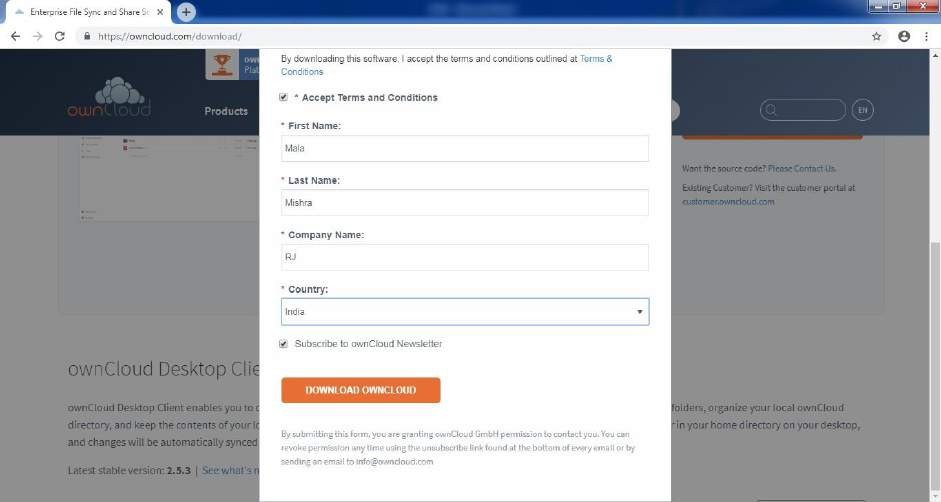 Enterprise File Sync and Share So
https://owncloud.com/download/
By downloading this software, I accept the terms and conditions outlined at Terms &
Conditions
* Accept Terms and Conditions
ownCloud
Products
EN
* First Name:
Mala
* Last Name:
Mishra
* Company Name:
RJ
* Country:
India
Subscribe to ownCloud Newsletter
DOWNLOAD OWNCLOUD
By submitting this form, you are granting ownCloud GmbH permission to contact you. You can
revoke permission any time using the unsubscribe link found at the bottom of every email or by
sending an email to info@owncloud.com
Want the source code? Please Contact Us.
Existing Customer? Visit the customer portal at
customer.owncloud.com
ownCloud Desktop Clie
ownCloud Desktop Client enables you to c folders, organize your local ownCloud
directory, and keep the contents of your lo r in your home directory on your desktop,
and changes will be automatically synced
Latest stable version: 2.5.3 | See what's n